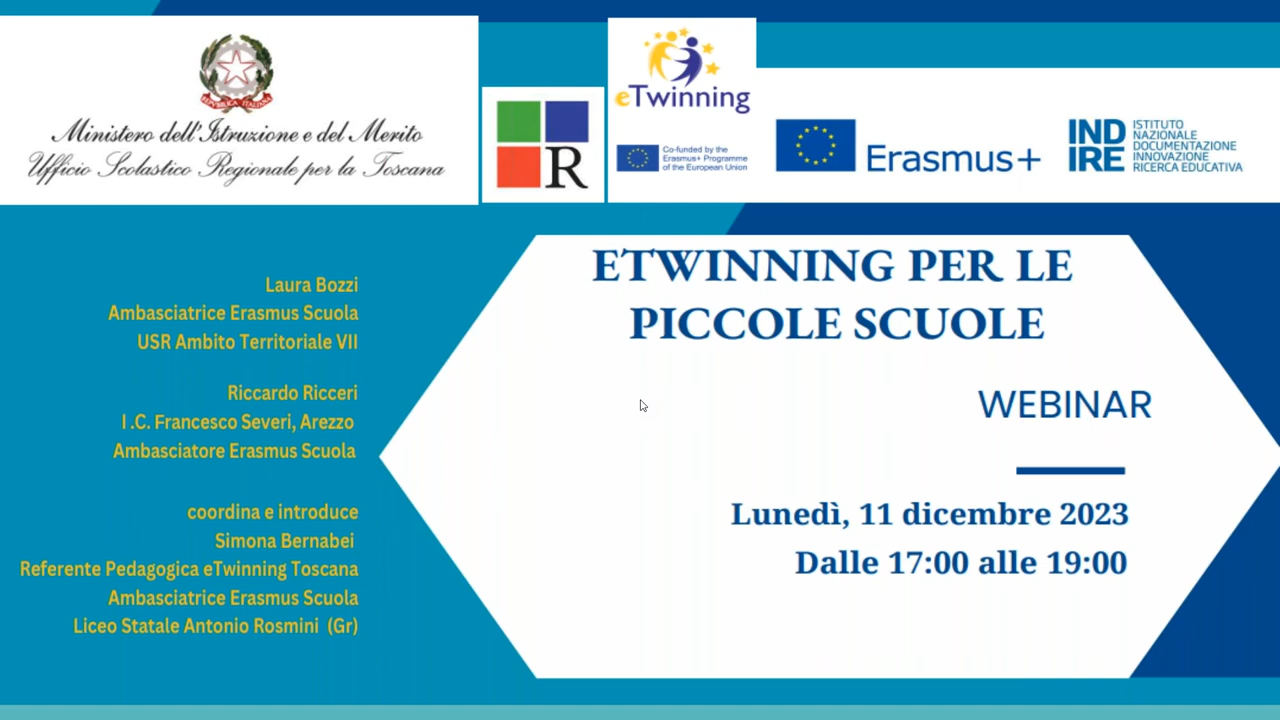 REPVBBLICA ITALIANA
Ministero dell'Istruzione e del Merito
Ufficio Scolastico Regionale per la Toscana
R
eTwinning
Co-funded by the
Erasmus+ Programme
of the European Union
Erasmus+
IND
IRE
ISTITUTO
NAZIONALE
DOCUMENTAZIONE
INNOVAZIONE
RICERCA EDUCATIVA
Laura Bozzi
Ambasciatrice Erasmus Scuola
USR Ambito Territoriale VII
Riccardo Ricceri
I .C. Francesco Severi, Arezzo
Ambasciatore Erasmus Scuola
coordina e introduce
Simona Bernabei
Referente Pedagogica eTwinning Toscana
Ambasciatrice Erasmus Scuola
Liceo Statale Antonio Rosmini (Gr)
ETWINNING PER LE
PICCOLE SCUOLE
WEBINAR
Lunedì, 11 dicembre 2023
Dalle 17:00 alle 19:00